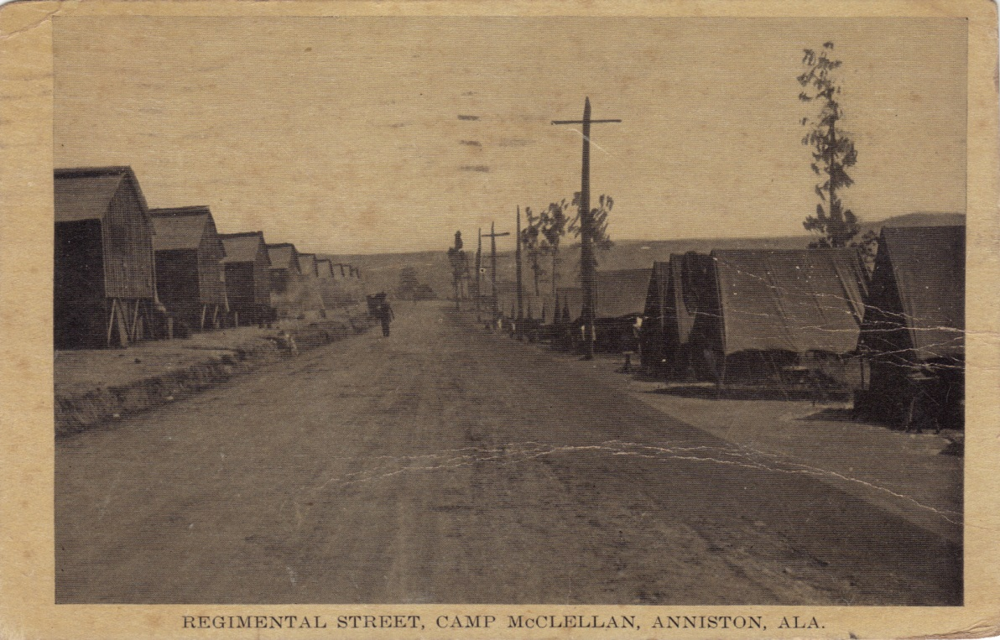 REGIMENTAL STREET, CAMP McCLELLAN, ANNISTON, ALA.